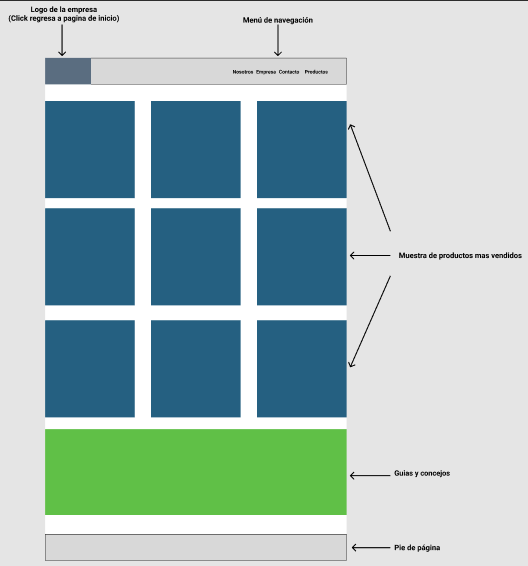 Logo de la empresa
(Click regresa a pagina de inicio)
Menú de navegación
Nosotros Empresa Contacto Productos
Muestra de productos mas vendidos
Guias y concejos
Pie de página